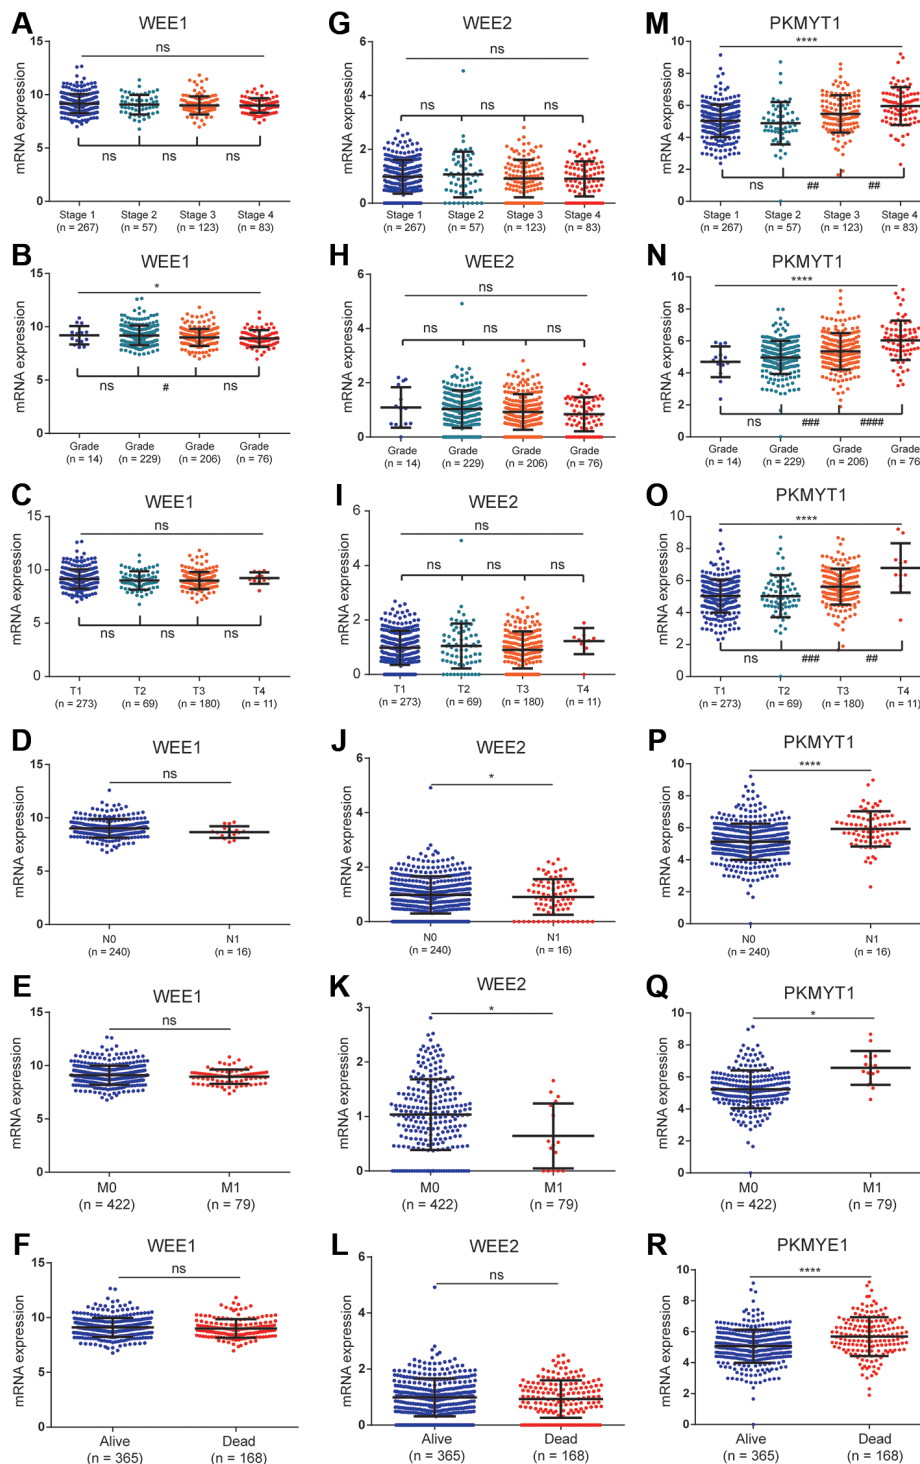 A
WEE1
mRNA expression
15
10
5
0
ns
ns
ns
ns
Stage 1
(n = 267)
Stage 2
(n = 57)
Stage 3
(n = 123)
Stage 4
(n = 83)
G
WEE2
mRNA expression
6
4
2
0
ns
ns
ns
ns
Stage 1
(n = 267)
Stage 2
(n = 57)
Stage 3
(n = 123)
Stage 4
(n = 83)
M
PKMYT1
mRNA expression
10
8
6
4
2
0
****
ns
##
##
Stage 1
(n = 267)
Stage 2
(n = 57)
Stage 3
(n = 123)
Stage 4
(n = 83)
B
WEE1
mRNA expression
15
10
5
0
*
ns
#
ns
Grade
(n = 14)
Grade
(n = 229)
Grade
(n = 206)
Grade
(n = 76)
H
WEE2
mRNA expression
6
4
2
0
ns
ns
ns
ns
Grade
(n = 14)
Grade
(n = 229)
Grade
(n = 206)
Grade
(n = 76)
N
PKMYT1
mRNA expression
10
8
6
4
2
0
****
ns
###
####
Grade
(n = 14)
Grade
(n = 229)
Grade
(n = 206)
Grade
(n = 76)
C
WEE1
mRNA expression
15
10
5
0
ns
ns
ns
ns
T1
(n = 273)
T2
(n = 69)
T3
(n = 180)
T4
(n = 11)
I
WEE2
mRNA expression
6
4
2
0
ns
ns
ns
ns
T1
(n = 273)
T2
(n = 69)
T3
(n = 180)
T4
(n = 11)
O
PKMYT1
mRNA expression
10
8
6
4
2
0
****
ns
###
##
T1
(n = 273)
T2
(n = 69)
T3
(n = 180)
T4
(n = 11)
D
WEE1
mRNA expression
15
10
5
0
ns
N0
(n = 240)
N1
(n = 16)
J
WEE2
mRNA expression
6
4
2
0
*
N0
(n = 240)
N1
(n = 16)
P
PKMYT1
mRNA expression
10
8
6
4
2
0
****
N0
(n = 240)
N1
(n = 16)
E
WEE1
mRNA expression
15
10
5
0
ns
M0
(n = 422)
M1
(n = 79)
K
WEE2
mRNA expression
3
2
1
0
*
M0
(n = 422)
M1
(n = 79)
Q
PKMYT1
mRNA expression
10
8
6
4
2
0
*
M0
(n = 422)
M1
(n = 79)
F
WEE1
mRNA expression
15
10
5
0
ns
Alive
(n = 365)
Dead
(n = 168)
L
WEE2
mRNA expression
6
4
2
0
ns
Alive
(n = 365)
Dead
(n = 168)
R
PKMYE1
mRNA expression
10
8
6
4
2
0
****
Alive
(n = 365)
Dead
(n = 168)